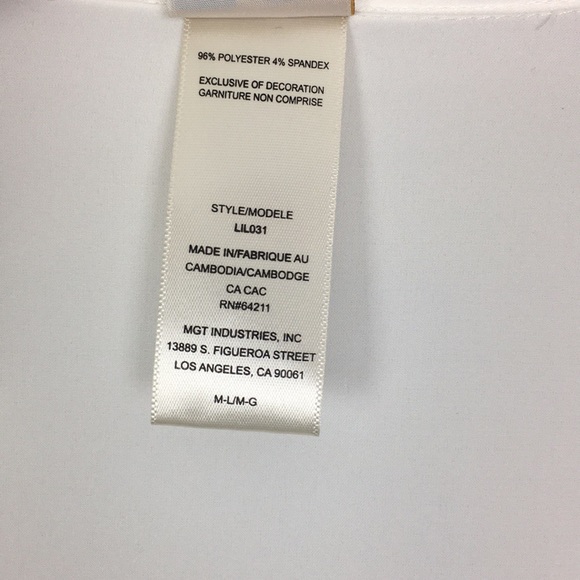 96% POLYESTER 4% SPANDEX
EXCLUSIVE OF DECORATION
GARNITURE NON COMPRISE
STYLE/MODELE
LIL031
MADE IN/FABRIQUE AU
CAMBODIA/CAMBODGE
CA CAC
RN#64211
MGT INDUSTRIES, INC
13889 S. FIGUEROA STREET
LOS ANGELES, CA 90061
M-L/M-G